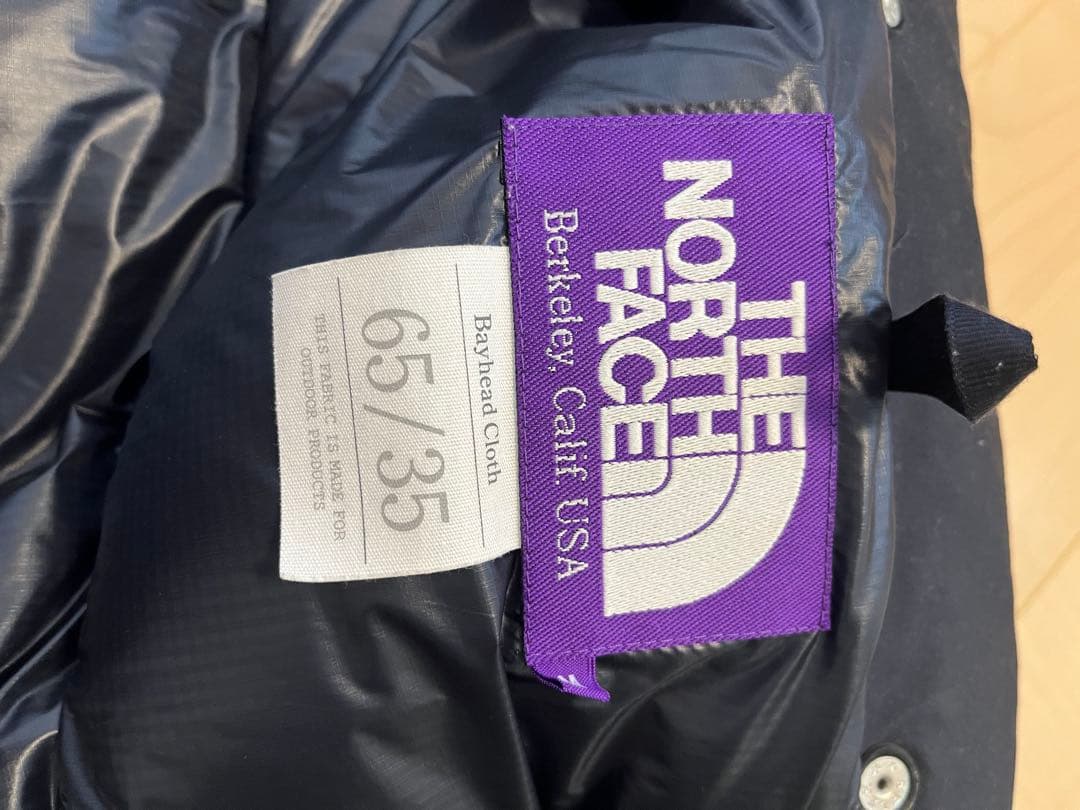 THE
NORTH
FACE
Berkeley, Calif. USA
Bayhead Cloth
65/35
THIS FABRIC IS MADE FOR
OUTDOOR PRODUCTS